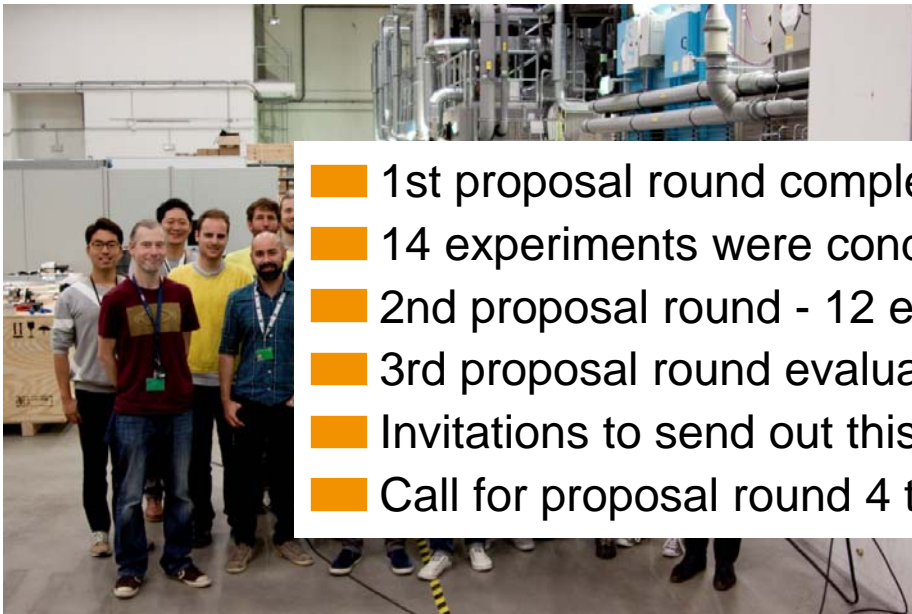 1st proposal round comple
14 experiments were conc
2nd proposal round - 12 e
3rd proposal round evalua
Invitations to send out this
Call for proposal round 4 t